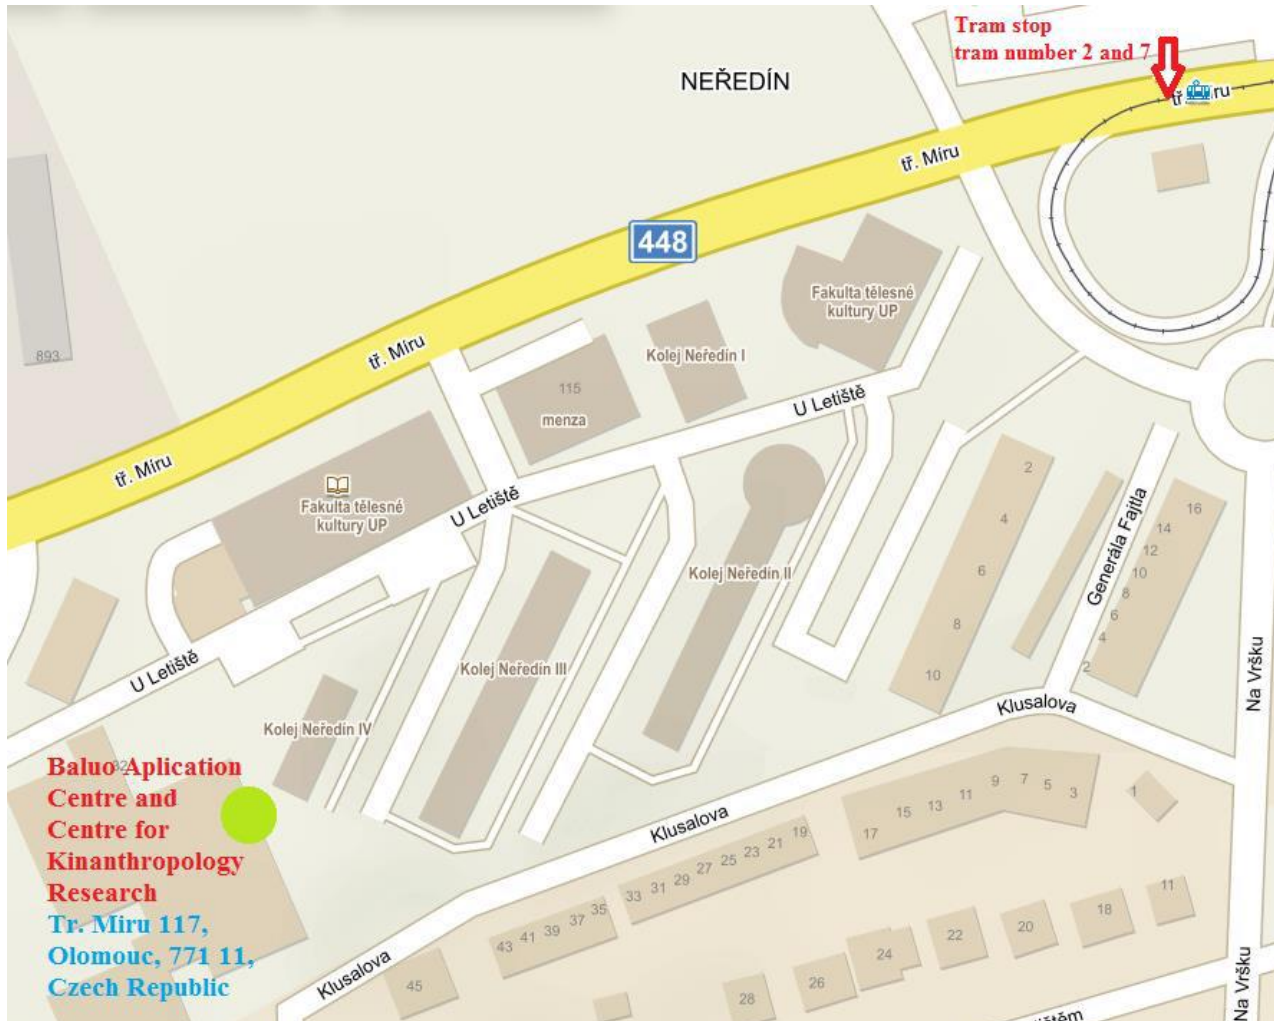 Tram stop
tram number 2 and 7
NEŘEDÍN
tř. Míru
448
893
tř. Míru
tř. Míru
Fakulta tělesné
kultury UP
Kolej Neředín I
115
menza
U Letiště
Fakulta tělesné
kultury UP
U Letiště
tř. Míru
2
4
6
8
10
Generála Fajtla
16
14
12
10
8
6
4
2
Kolej Neředín II
Kolej Neředín III
U Letiště
Kolej Neředín IV
Klusalova
Na Vršku
Baluo Aplication
Centre and
Centre for
Kinanthropology
Research
Tr. Miru 117,
Olomouc, 771 11,
Czech Republic
Klusalova
17
15
13
11
9
7
5
3
1
33
31
29
27
25
23
21
19
43
41
39
37
35
Klusalova
45
28
26
24
22
20
18
11
Na Vršku